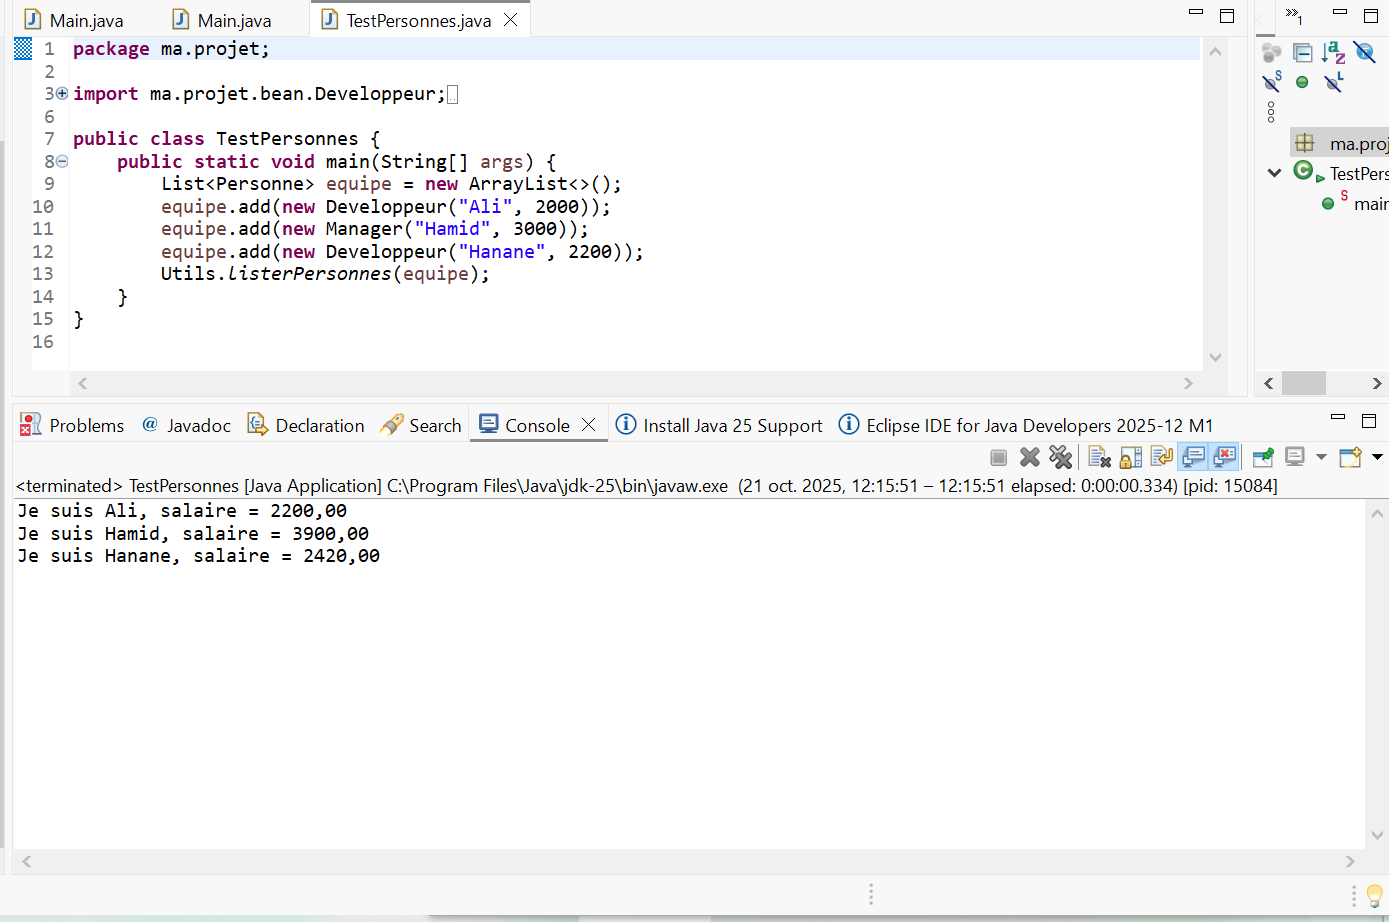 Main.java Main.java TestPersonnes.java
1 package ma.projet;
2
3 import ma.projet.bean.Developpeur;
6
7 public class TestPersonnes {
8 public static void main(String[] args) {
9 List<Personne> equipe = new ArrayList<>();
10 equipe.add(new Developpeur("Ali", 2000));
11 equipe.add(new Manager("Hamid", 3000));
12 equipe.add(new Developpeur("Hanane", 2200));
13 Utils.listerPersonnes(equipe);
14 }
15 }
16
»1
ma.proj
TestPers
main
Problems @ Javadoc Declaration Search Console Install Java 25 Support Eclipse IDE for Java Developers 2025-12 M1
<terminated> TestPersonnes [Java Application] C:\Program Files\Java\jdk-25\bin\javaw.exe (21 oct. 2025, 12:15:51 – 12:15:51 elapsed: 0:00:00.334) [pid: 15084]
Je suis Ali, salaire = 2200,00
Je suis Hamid, salaire = 3900,00
Je suis Hanane, salaire = 2420,00